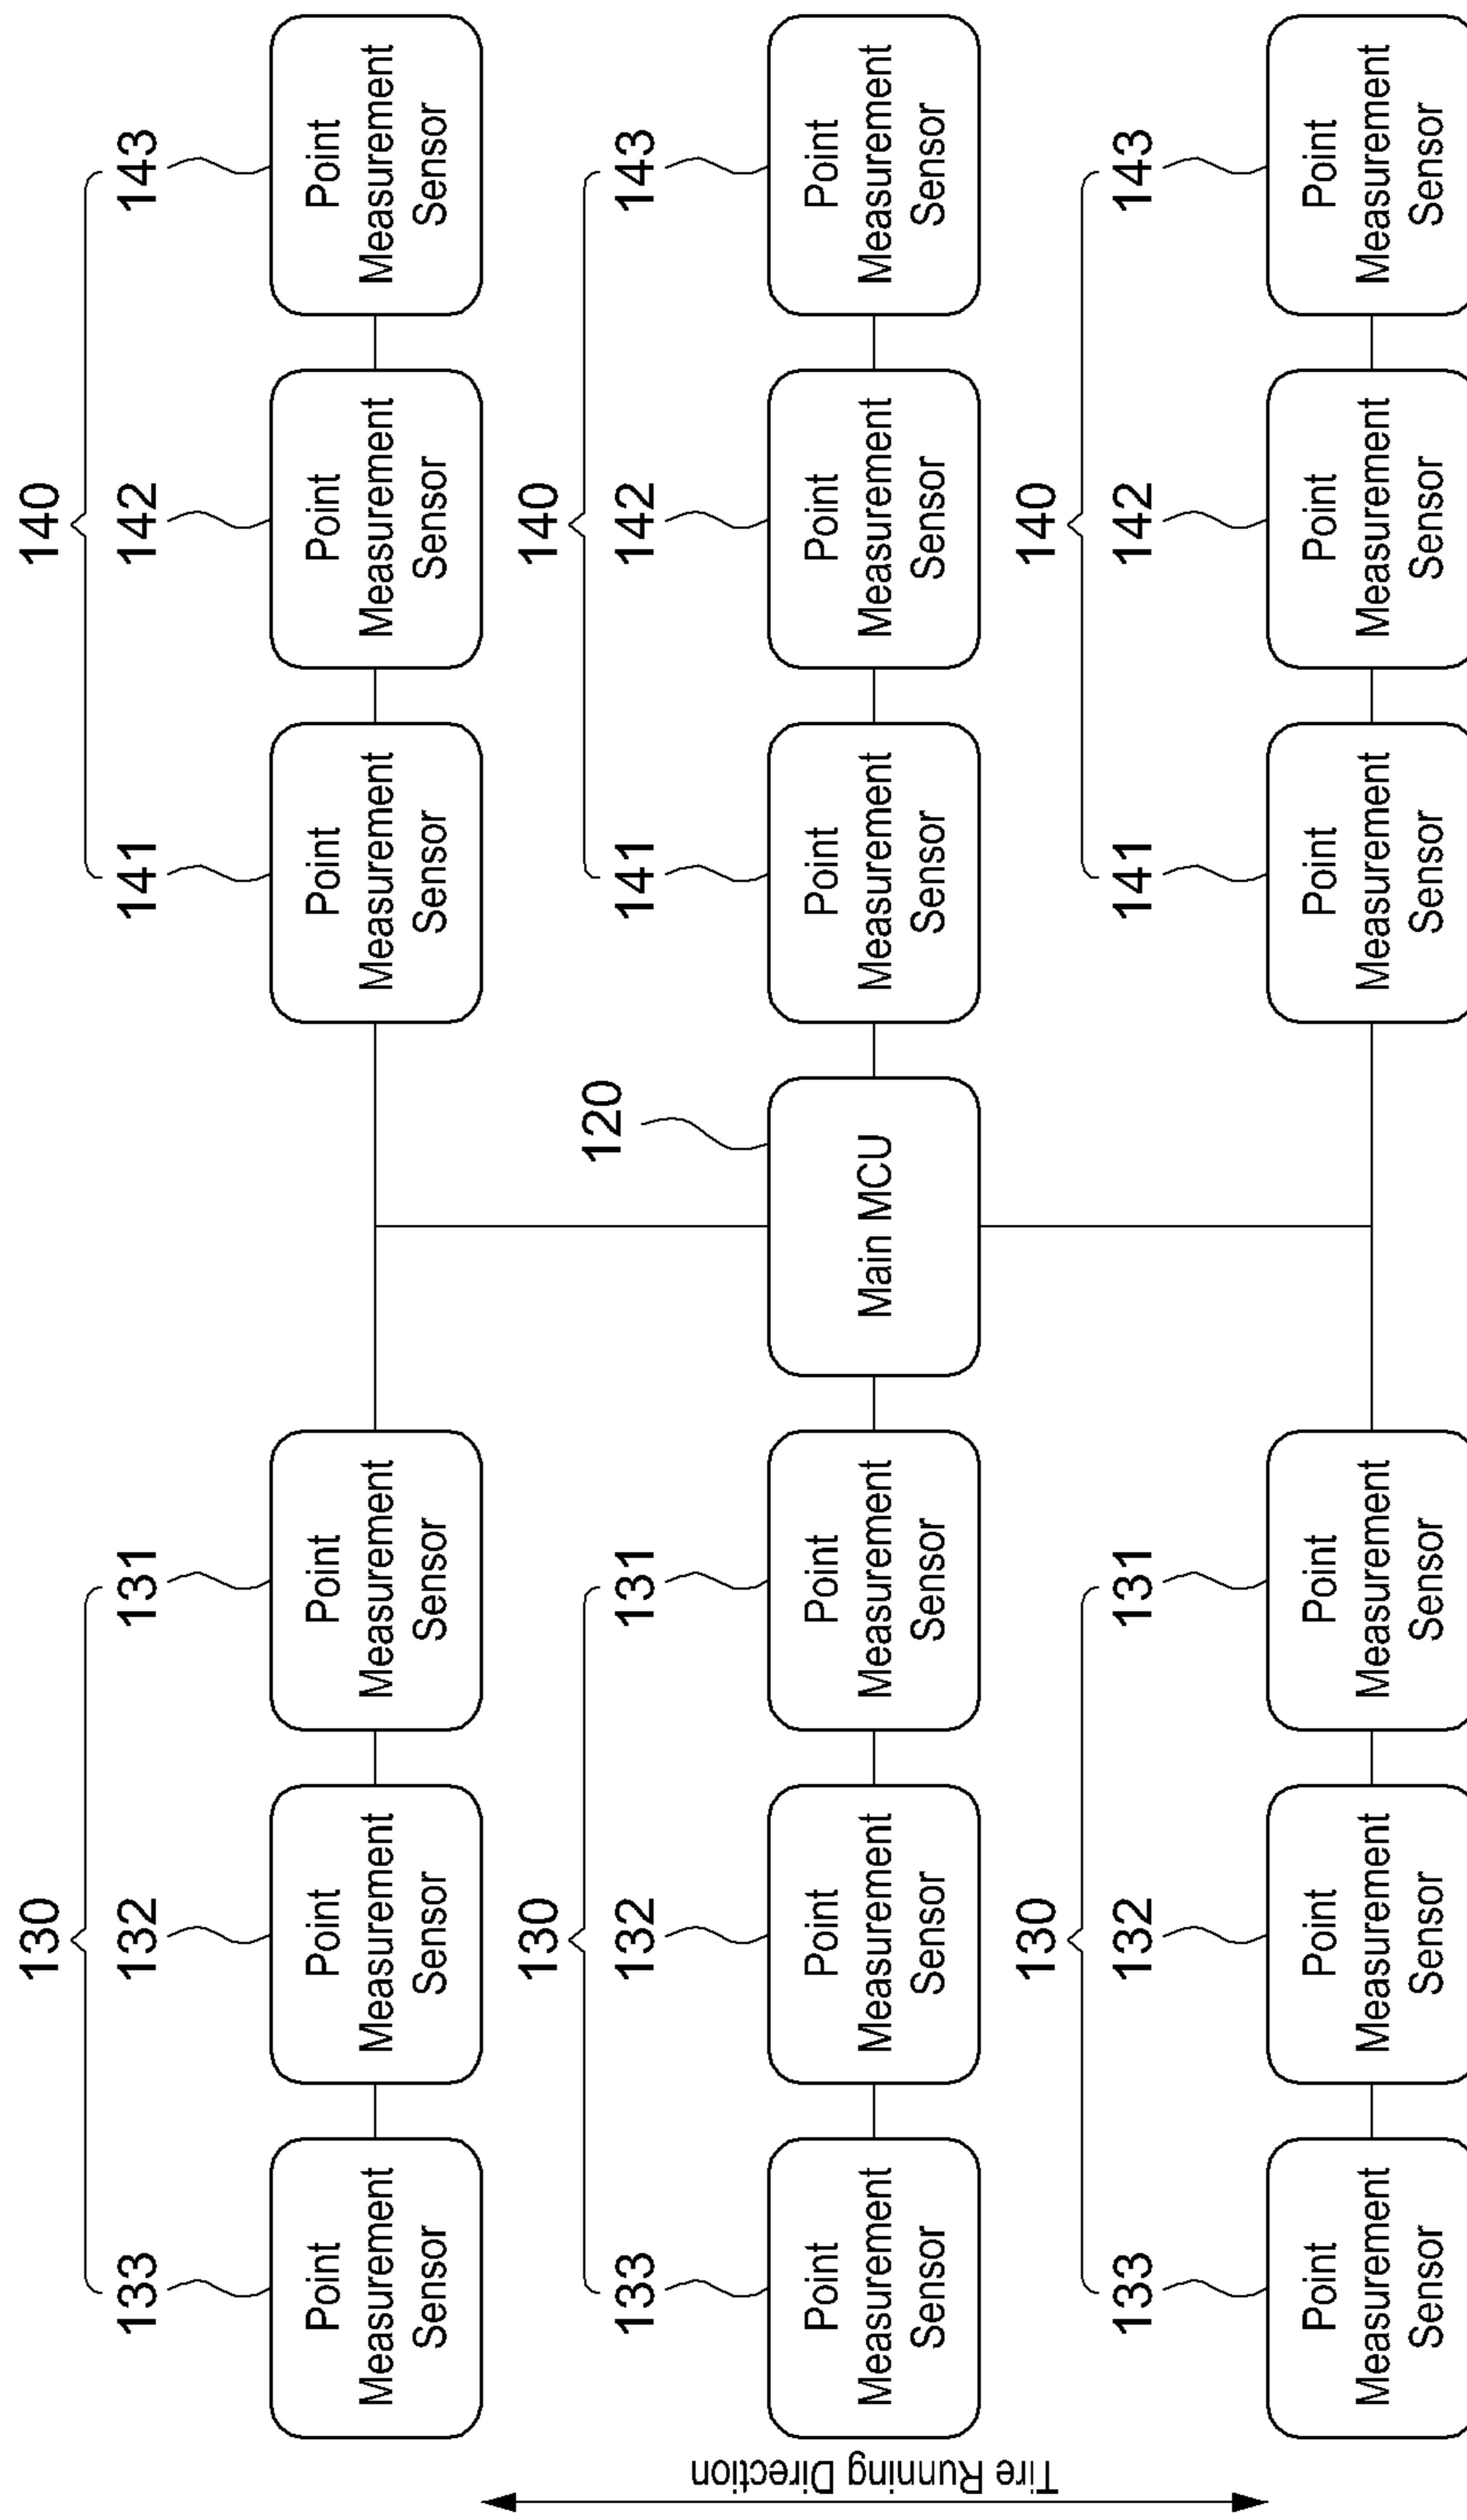 130
140
133
132
131
141
142
143
Point
Measurement
Sensor
Point
Measurement
Sensor
Point
Measurement
Sensor
Point
Measurement
Sensor
Point
Measurement
Sensor
Point
Measurement
Sensor
Tire Running Direction
130
140
133
132
131
120
141
142
143
Point
Measurement
Sensor
Point
Measurement
Sensor
Point
Measurement
Sensor
Main MCU
Point
Measurement
Sensor
Point
Measurement
Sensor
Point
Measurement
Sensor
130
140
133
132
131
141
142
143
Point
Measurement
Sensor
Point
Measurement
Sensor
Point
Measurement
Sensor
Point
Measurement
Sensor
Point
Measurement
Sensor
Point
Measurement
Sensor